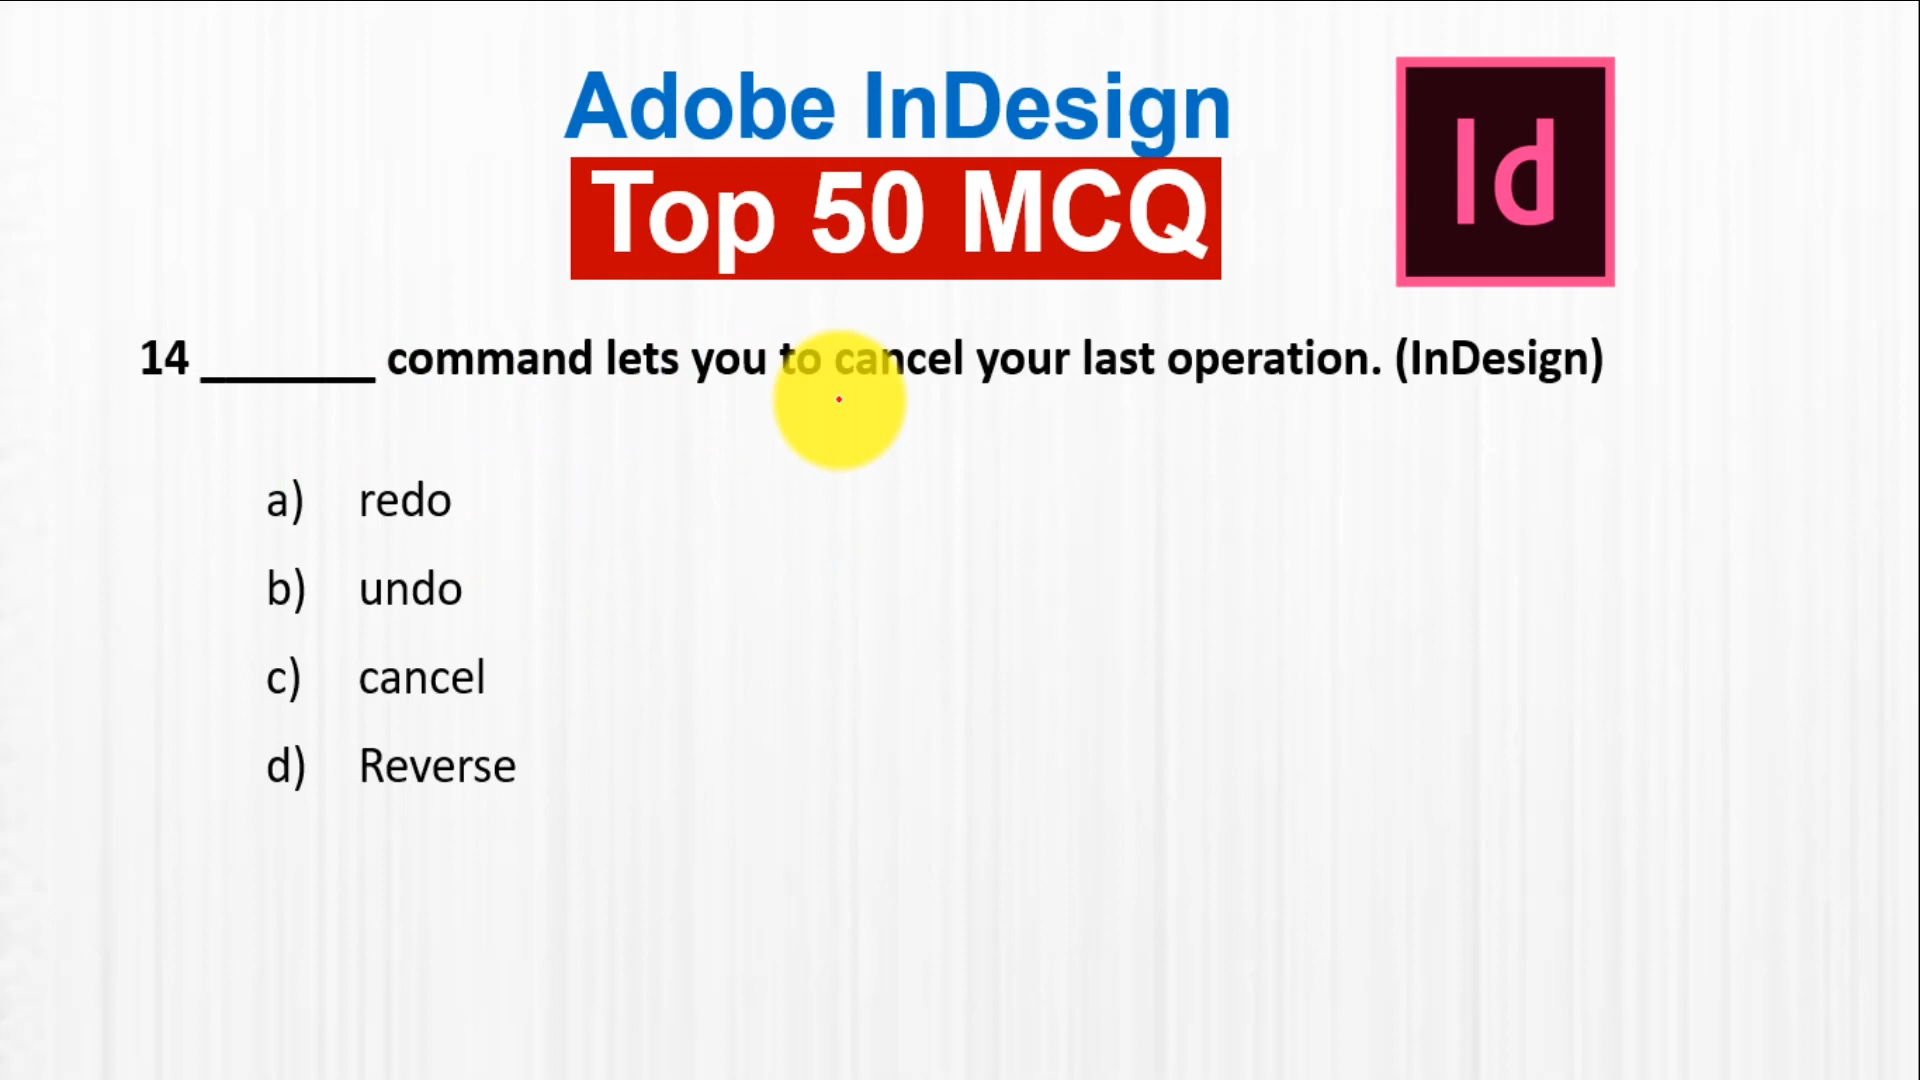 Adobe InDesign
Top 50 MCQ
Id
14 _______ command lets you to cancel your last operation. (InDesign)
a) redo
b) undo
c) cancel
d) Reverse